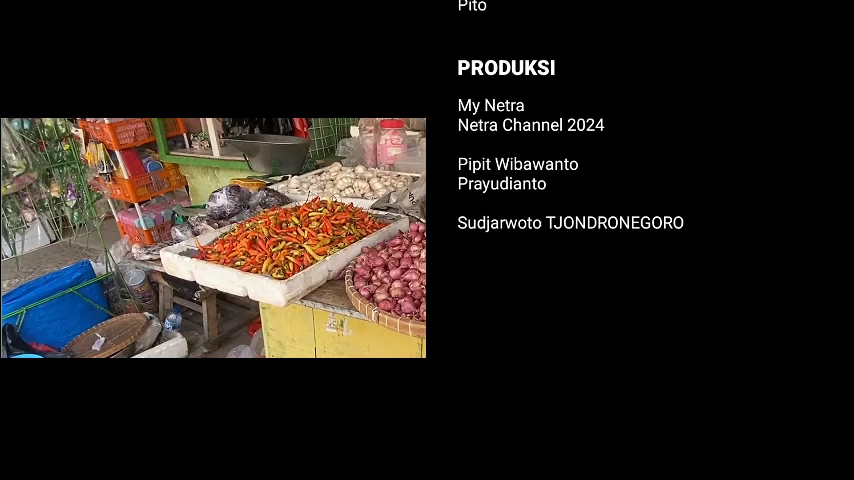 Pito
PRODUKSI
My Netra
Netra Channel 2024
Pipit Wibawanto
Prayudianto
Sudjarwoto TJONDRONEGORO